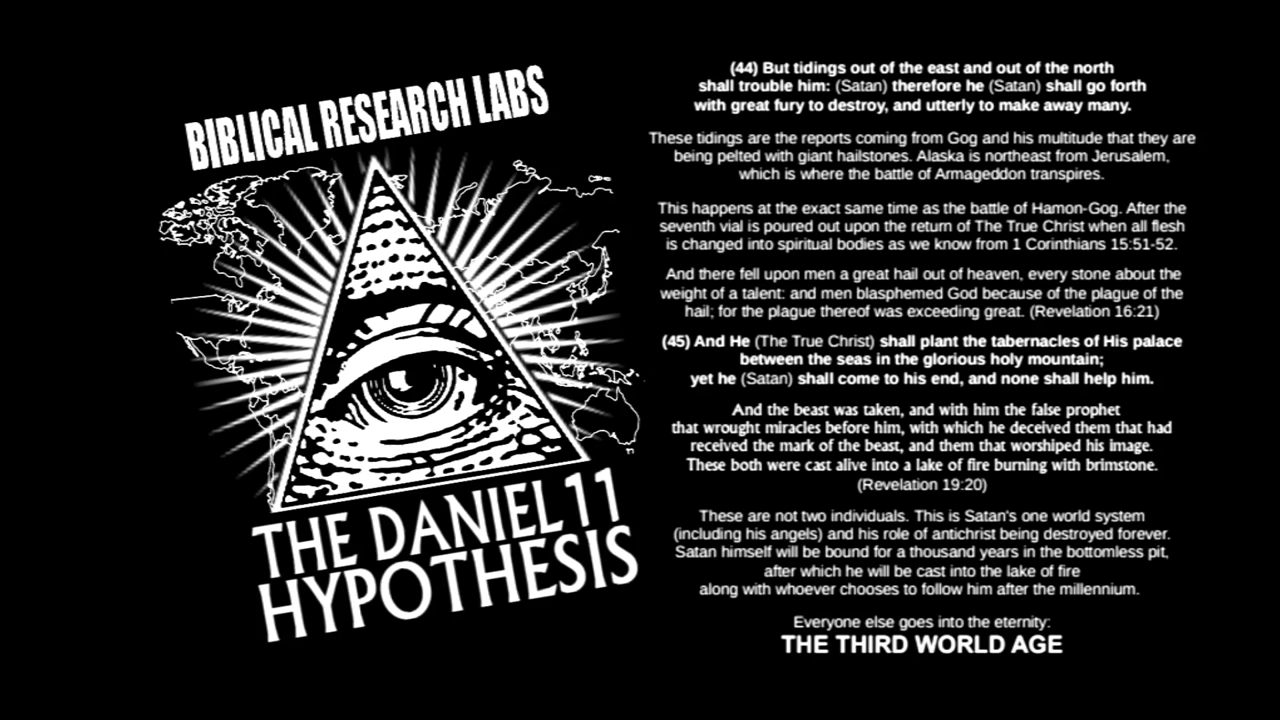 BIBLICAL RESEARCH LABS
THE DANIEL 11
HYPOTHESIS
(44) But tidings out of the east and out of the north
shall trouble him: (Satan) therefore he (Satan) shall go forth
with great fury to destroy, and utterly to make away many.
These tidings are the reports coming from Gog and his multitude that they are
being pelted with giant hailstones. Alaska is northeast from Jerusalem,
which is where the battle of Armageddon transpires.
This happens at the exact same time as the battle of Hamon-Gog. After the
seventh vial is poured out upon the return of The True Christ when all flesh
is changed into spiritual bodies as we know from 1 Corinthians 15:51-52.
And there fell upon men a great hail out of heaven, every stone about the
weight of a talent: and men blasphemed God because of the plague of the
hail; for the plague thereof was exceeding great. (Revelation 16:21)
(45) And He (The True Christ) shall plant the tabernacles of His palace
between the seas in the glorious holy mountain;
yet he (Satan) shall come to his end, and none shall help him.
And the beast was taken, and with him the false prophet
that wrought miracles before him, with which he deceived them that had
received the mark of the beast, and them that worshiped his image.
These both were cast alive into a lake of fire burning with brimstone.
(Revelation 19:20)
These are not two individuals. This is Satan's one world system
(including his angels) and his role of antichrist being destroyed forever.
Satan himself will be bound for a thousand years in the bottomless pit,
after which he will be cast into the lake of fire
along with whoever chooses to follow him after the millennium.
Everyone else goes into the eternity:
THE THIRD WORLD AGE